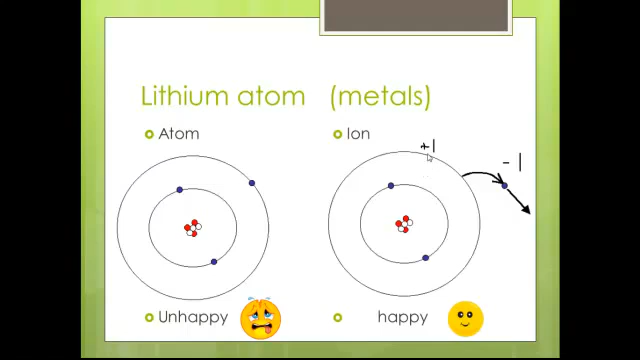 Lithium atom (metals)
Atom
Ion
+1
- 1
Unhappy
happy